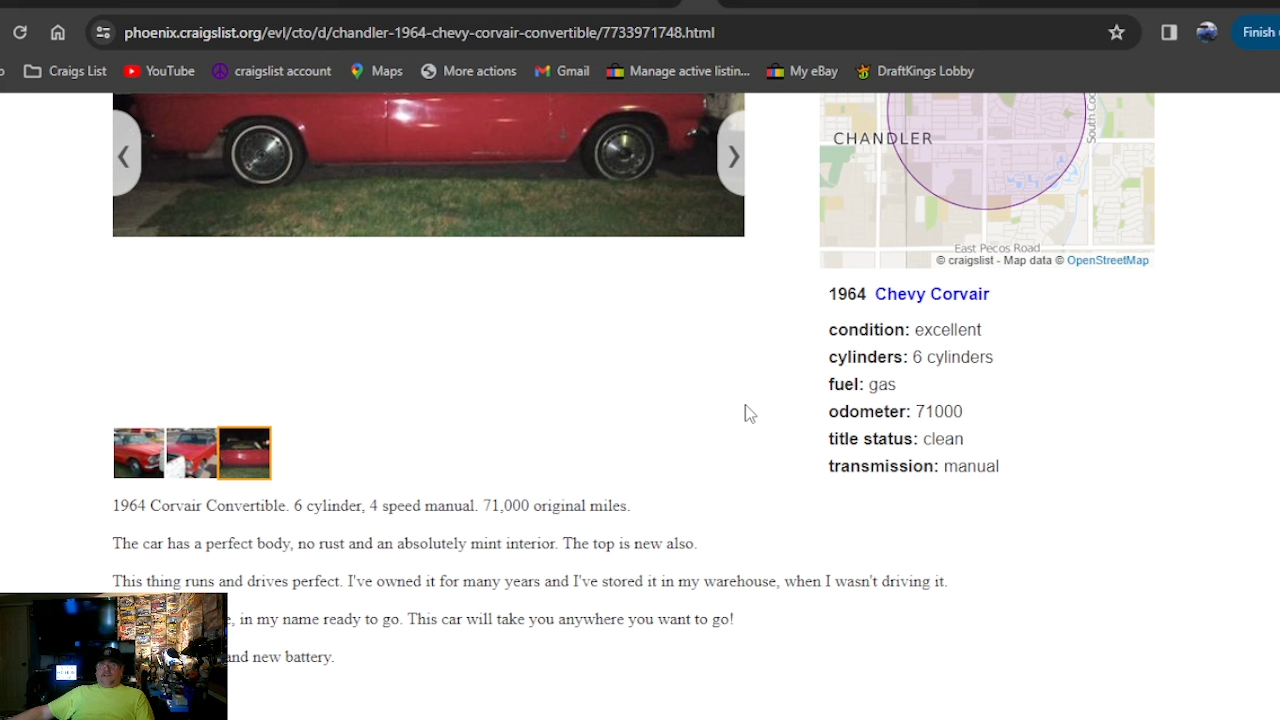 phoenix.craigslist.org/evl/cto/d/chandler-1964-chevy-corvair-convertible/7733971748.html
Finish
Craigs List
YouTube
craigslist account
Maps
More actions
Gmail
Manage active listin...
My eBay
DraftKings Lobby
CHANDLER
South Coo
East Pecos Road
© craigslist - Map data © OpenStreetMap
1964 Chevy Corvair
condition: excellent
cylinders: 6 cylinders
fuel: gas
odometer: 71000
title status: clean
transmission: manual
1964 Corvair Convertible. 6 cylinder, 4 speed manual. 71,000 original miles.
The car has a perfect body, no rust and an absolutely mint interior. The top is new also.
This thing runs and drives perfect. I've owned it for many years and I've stored it in my warehouse, when I wasn't driving it.
, in my name ready to go. This car will take you anywhere you want to go!
and new battery.